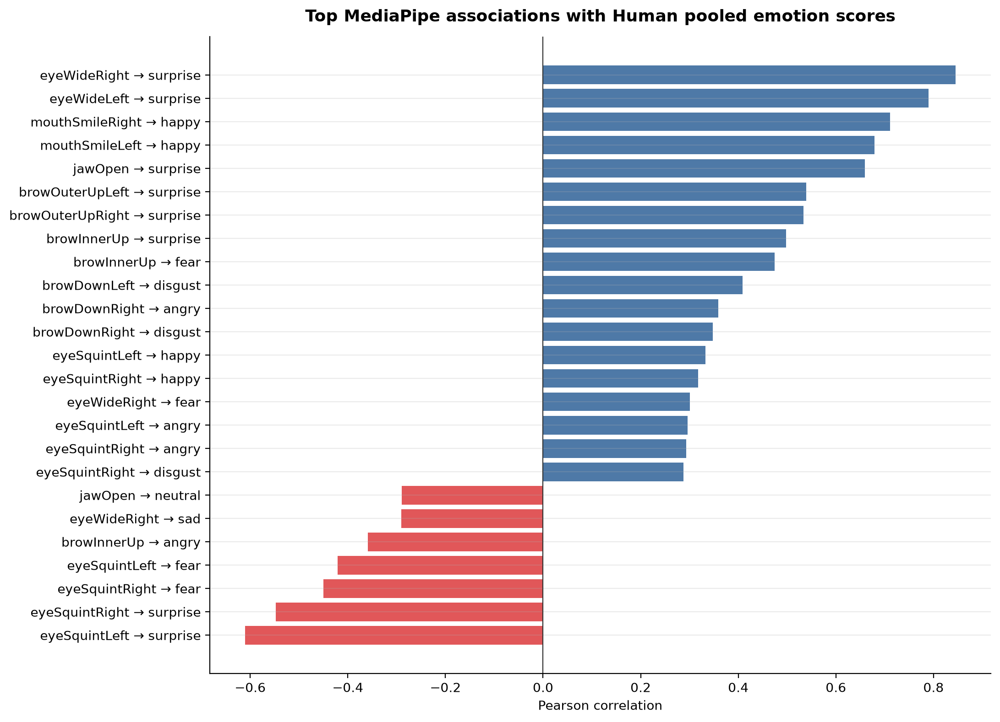 Top MediaPipe associations with Human pooled emotion scores
eyeWideRight → surprise
eyeWideLeft → surprise
mouthSmileRight → happy
mouthSmileLeft → happy
jawOpen → surprise
browOuterUpLeft → surprise
browOuterUpRight → surprise
browInnerUp → surprise
browInnerUp → fear
browDownLeft → disgust
browDownRight → angry
browDownRight → disgust
eyeSquintLeft → happy
eyeSquintRight → happy
eyeWideRight → fear
eyeSquintLeft → angry
eyeSquintRight → angry
eyeSquintRight → disgust
jawOpen → neutral
eyeWideRight → sad
browInnerUp → angry
eyeSquintLeft → fear
eyeSquintRight → fear
eyeSquintRight → surprise
eyeSquintLeft → surprise
−0.6 −0.4 −0.2 0.0 0.2 0.4 0.6 0.8
Pearson correlation